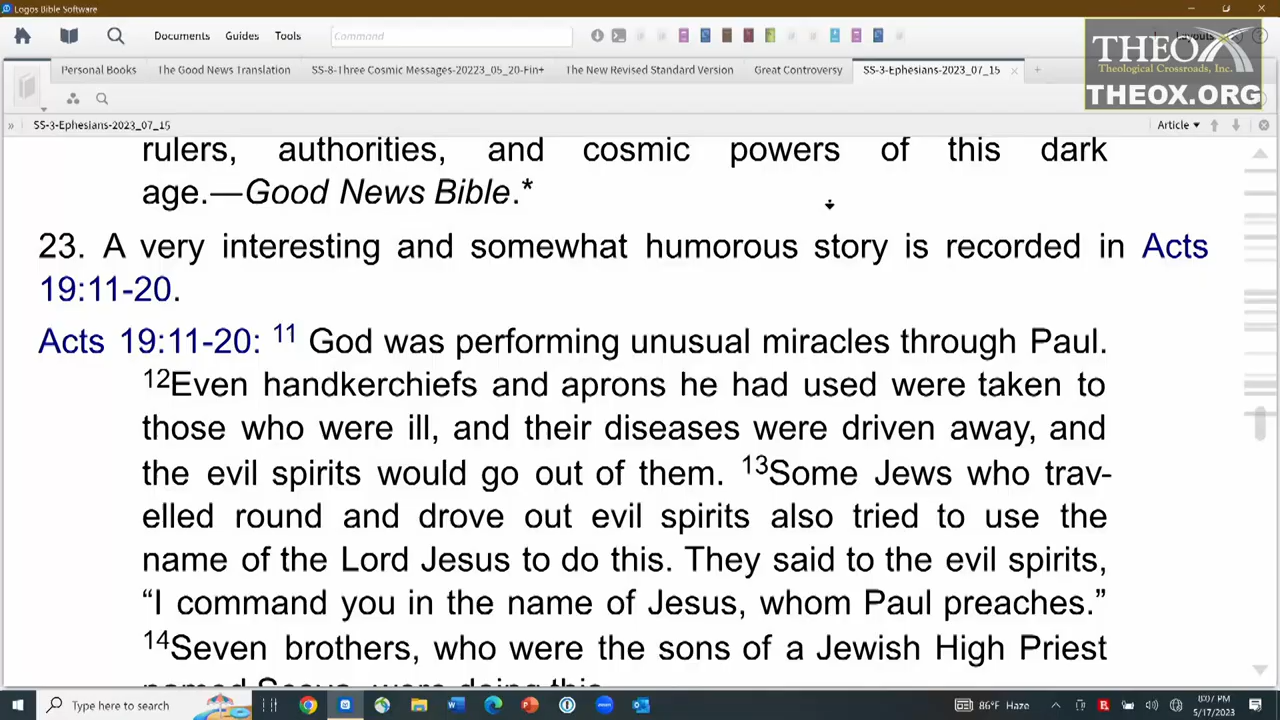 Logos Bible Software
Documents Guides Tools Command
THEOX
Theological Crossroads, Inc.
THEOX.ORG
Personal Books The Good News Translation The New Revised Standard Version Great Controversy SS-3-Ephesians-2023_07_15
SS-3-Ephesians-2023_07_15 Article
rulers, authorities, and cosmic powers of this dark
age.—Good News Bible.*
23. A very interesting and somewhat humorous story is recorded in Acts
19:11-20.
Acts 19:11-20: 11 God was performing unusual miracles through Paul.
12Even handkerchiefs and aprons he had used were taken to
those who were ill, and their diseases were driven away, and
the evil spirits would go out of them. 13Some Jews who trav-
elled round and drove out evil spirits also tried to use the
name of the Lord Jesus to do this. They said to the evil spirits,
“I command you in the name of Jesus, whom Paul preaches.”
14Seven brothers, who were the sons of a Jewish High Priest
Type here to search 86°F Haze 8:07 PM
5/17/2023